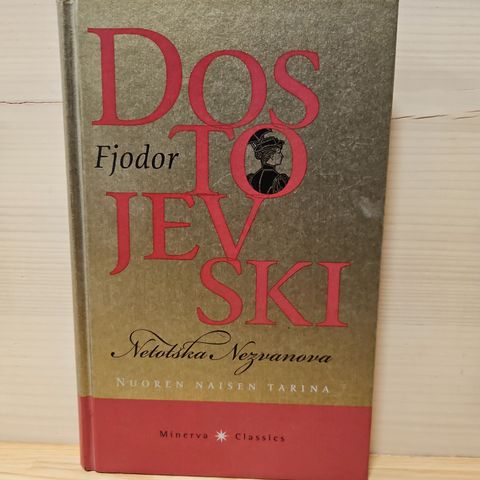 DOS
Fjodor
TO
JEV
SKI
Netotška Nezvanova
NUOREN NAISEN TARINA
Minerva Classics